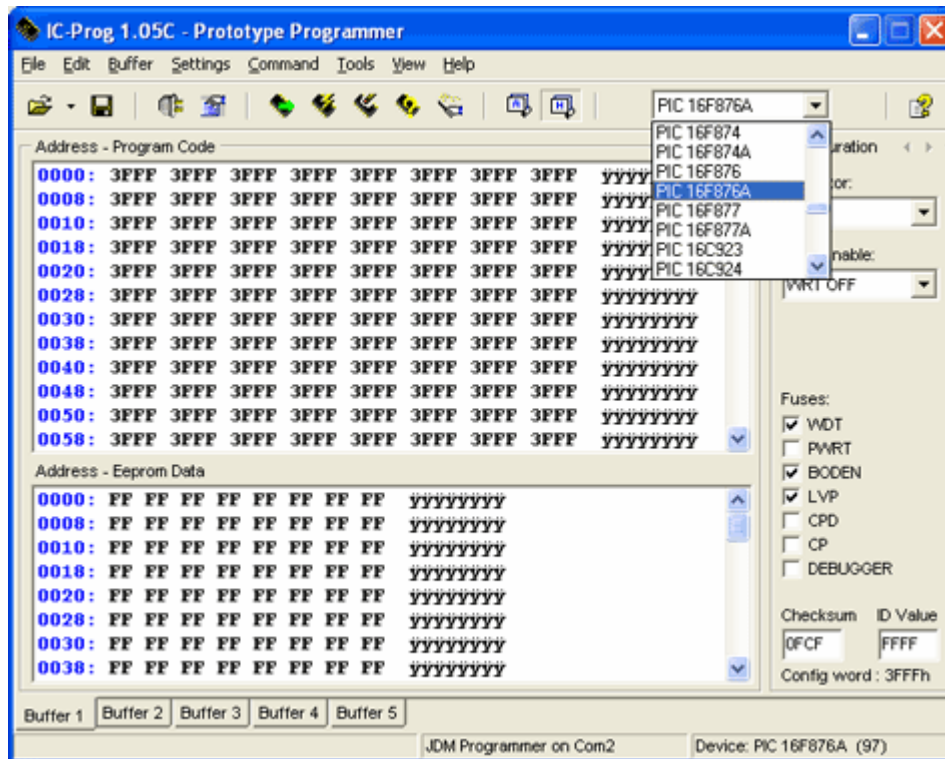 IC-Prog 1.05C - Prototype Programmer
File Edit Buffer Settings Command Tools View Help
PIC 16F876A
PIC 16F874
PIC 16F874A
PIC 16F876
PIC 16F876A
PIC 16F877
PIC 16F877A
PIC 16C923
PIC 16C924
Address - Program Code
0000: 3FFF 3FFF 3FFF 3FFF 3FFF 3FFF 3FFF 3FFF ÿÿÿÿ
0008: 3FFF 3FFF 3FFF 3FFF 3FFF 3FFF 3FFF 3FFF ÿÿÿÿ
0010: 3FFF 3FFF 3FFF 3FFF 3FFF 3FFF 3FFF 3FFF ÿÿÿÿ
0018: 3FFF 3FFF 3FFF 3FFF 3FFF 3FFF 3FFF 3FFF ÿÿÿÿ
0020: 3FFF 3FFF 3FFF 3FFF 3FFF 3FFF 3FFF 3FFF ÿÿÿÿ
0028: 3FFF 3FFF 3FFF 3FFF 3FFF 3FFF 3FFF 3FFF ÿÿÿÿÿÿÿÿ
0030: 3FFF 3FFF 3FFF 3FFF 3FFF 3FFF 3FFF 3FFF ÿÿÿÿÿÿÿÿ
0038: 3FFF 3FFF 3FFF 3FFF 3FFF 3FFF 3FFF 3FFF ÿÿÿÿÿÿÿÿ
0040: 3FFF 3FFF 3FFF 3FFF 3FFF 3FFF 3FFF 3FFF ÿÿÿÿÿÿÿÿ
0048: 3FFF 3FFF 3FFF 3FFF 3FFF 3FFF 3FFF 3FFF ÿÿÿÿÿÿÿÿ
0050: 3FFF 3FFF 3FFF 3FFF 3FFF 3FFF 3FFF 3FFF ÿÿÿÿÿÿÿÿ
0058: 3FFF 3FFF 3FFF 3FFF 3FFF 3FFF 3FFF 3FFF ÿÿÿÿÿÿÿÿ
Address - Eeprom Data
0000: FF FF FF FF FF FF FF FF ÿÿÿÿÿÿÿÿ
0008: FF FF FF FF FF FF FF FF ÿÿÿÿÿÿÿÿ
0010: FF FF FF FF FF FF FF FF ÿÿÿÿÿÿÿÿ
0018: FF FF FF FF FF FF FF FF ÿÿÿÿÿÿÿÿ
0020: FF FF FF FF FF FF FF FF ÿÿÿÿÿÿÿÿ
0028: FF FF FF FF FF FF FF FF ÿÿÿÿÿÿÿÿ
0030: FF FF FF FF FF FF FF FF ÿÿÿÿÿÿÿÿ
0038: FF FF FF FF FF FF FF FF ÿÿÿÿÿÿÿÿ
uration
or:
nable:
WRT OFF
Fuses:
WDT
PWRT
BODEN
LVP
CPD
CP
DEBUGGER
Checksum ID Value
0FCF FFFF
Config word : 3FFFh
Buffer 1 Buffer 2 Buffer 3 Buffer 4 Buffer 5
JDM Programmer on Com2 Device: PIC 16F876A (97)